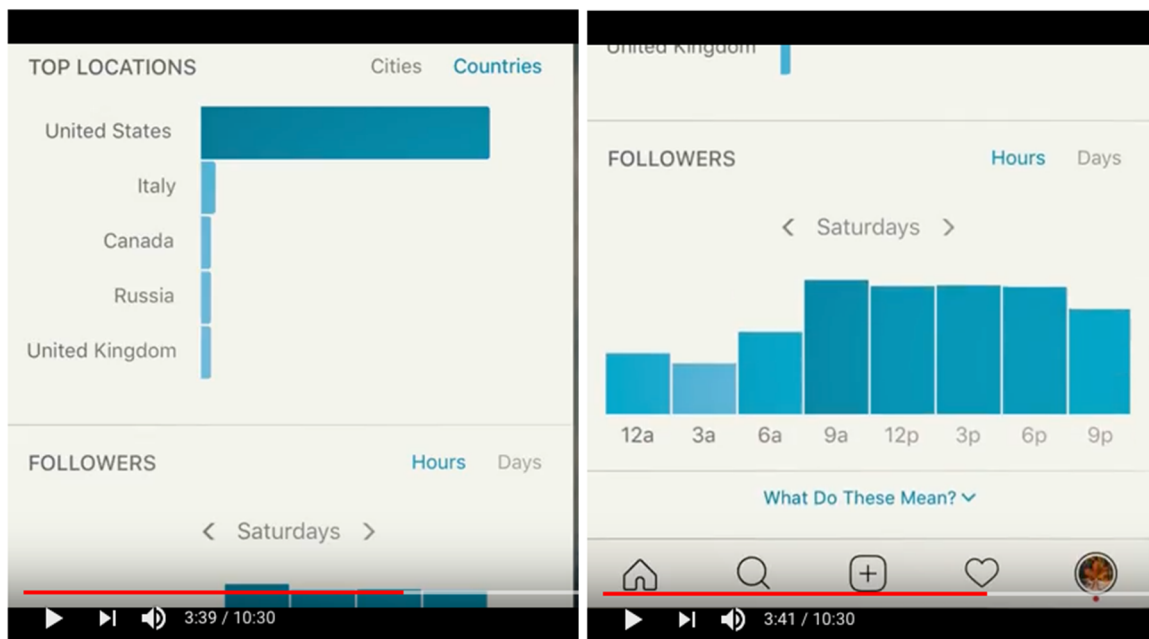 TOP LOCATIONS Cities Countries
United States
Italy
Canada
Russia
United Kingdom
FOLLOWERS Hours Days
< Saturdays >
3:39 / 10:30
United Kingdom
FOLLOWERS Hours Days
< Saturdays >
12a 3a 6a 9a 12p 3p 6p 9p
What Do These Mean?
3:41 / 10:30